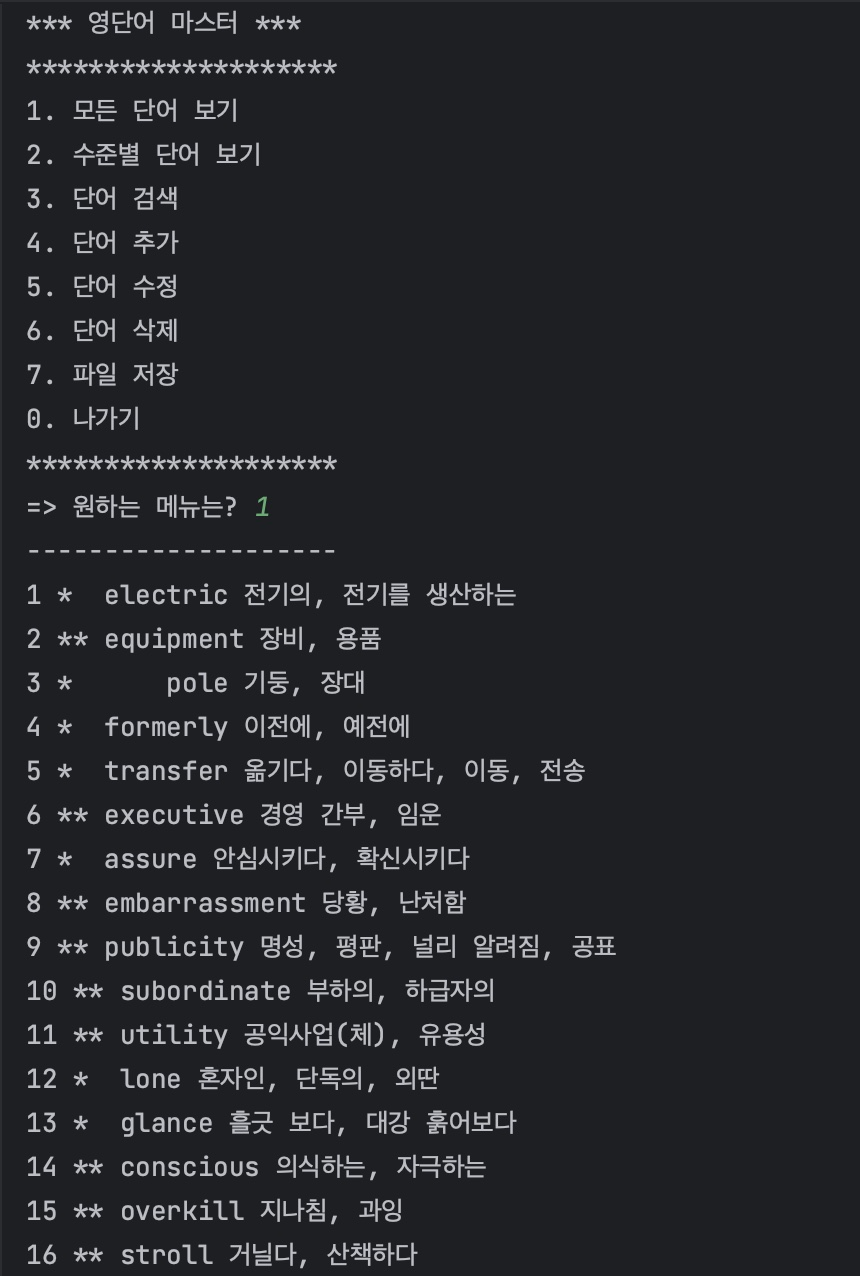 *** 영단어 마스터 ***
********************
1. 모든 단어 보기
2. 수준별 단어 보기
3. 단어 검색
4. 단어 추가
5. 단어 수정
6. 단어 삭제
7. 파일 저장
0. 나가기
********************
=> 원하는 메뉴는? 1
--------------------
1 *  electric 전기의, 전기를 생산하는
2 ** equipment 장비, 용품
3 *      pole 기둥, 장대
4 *  formerly 이전에, 예전에
5 *  transfer 옮기다, 이동하다, 이동, 전송
6 ** executive 경영 간부, 임운
7 *  assure 안심시키다, 확신시키다
8 ** embarrassment 당황, 난처함
9 ** publicity 명성, 평판, 널리 알려짐, 공표
10 ** subordinate 부하의, 하급자의
11 ** utility 공익사업(체), 유용성
12 *  lone 혼자인, 단독의, 외딴
13 *  glance 흘긋 보다, 대강 훑어보다
14 ** conscious 의식하는, 자극하는
15 ** overkill 지나침, 과잉
16 ** stroll 거닐다, 산책하다